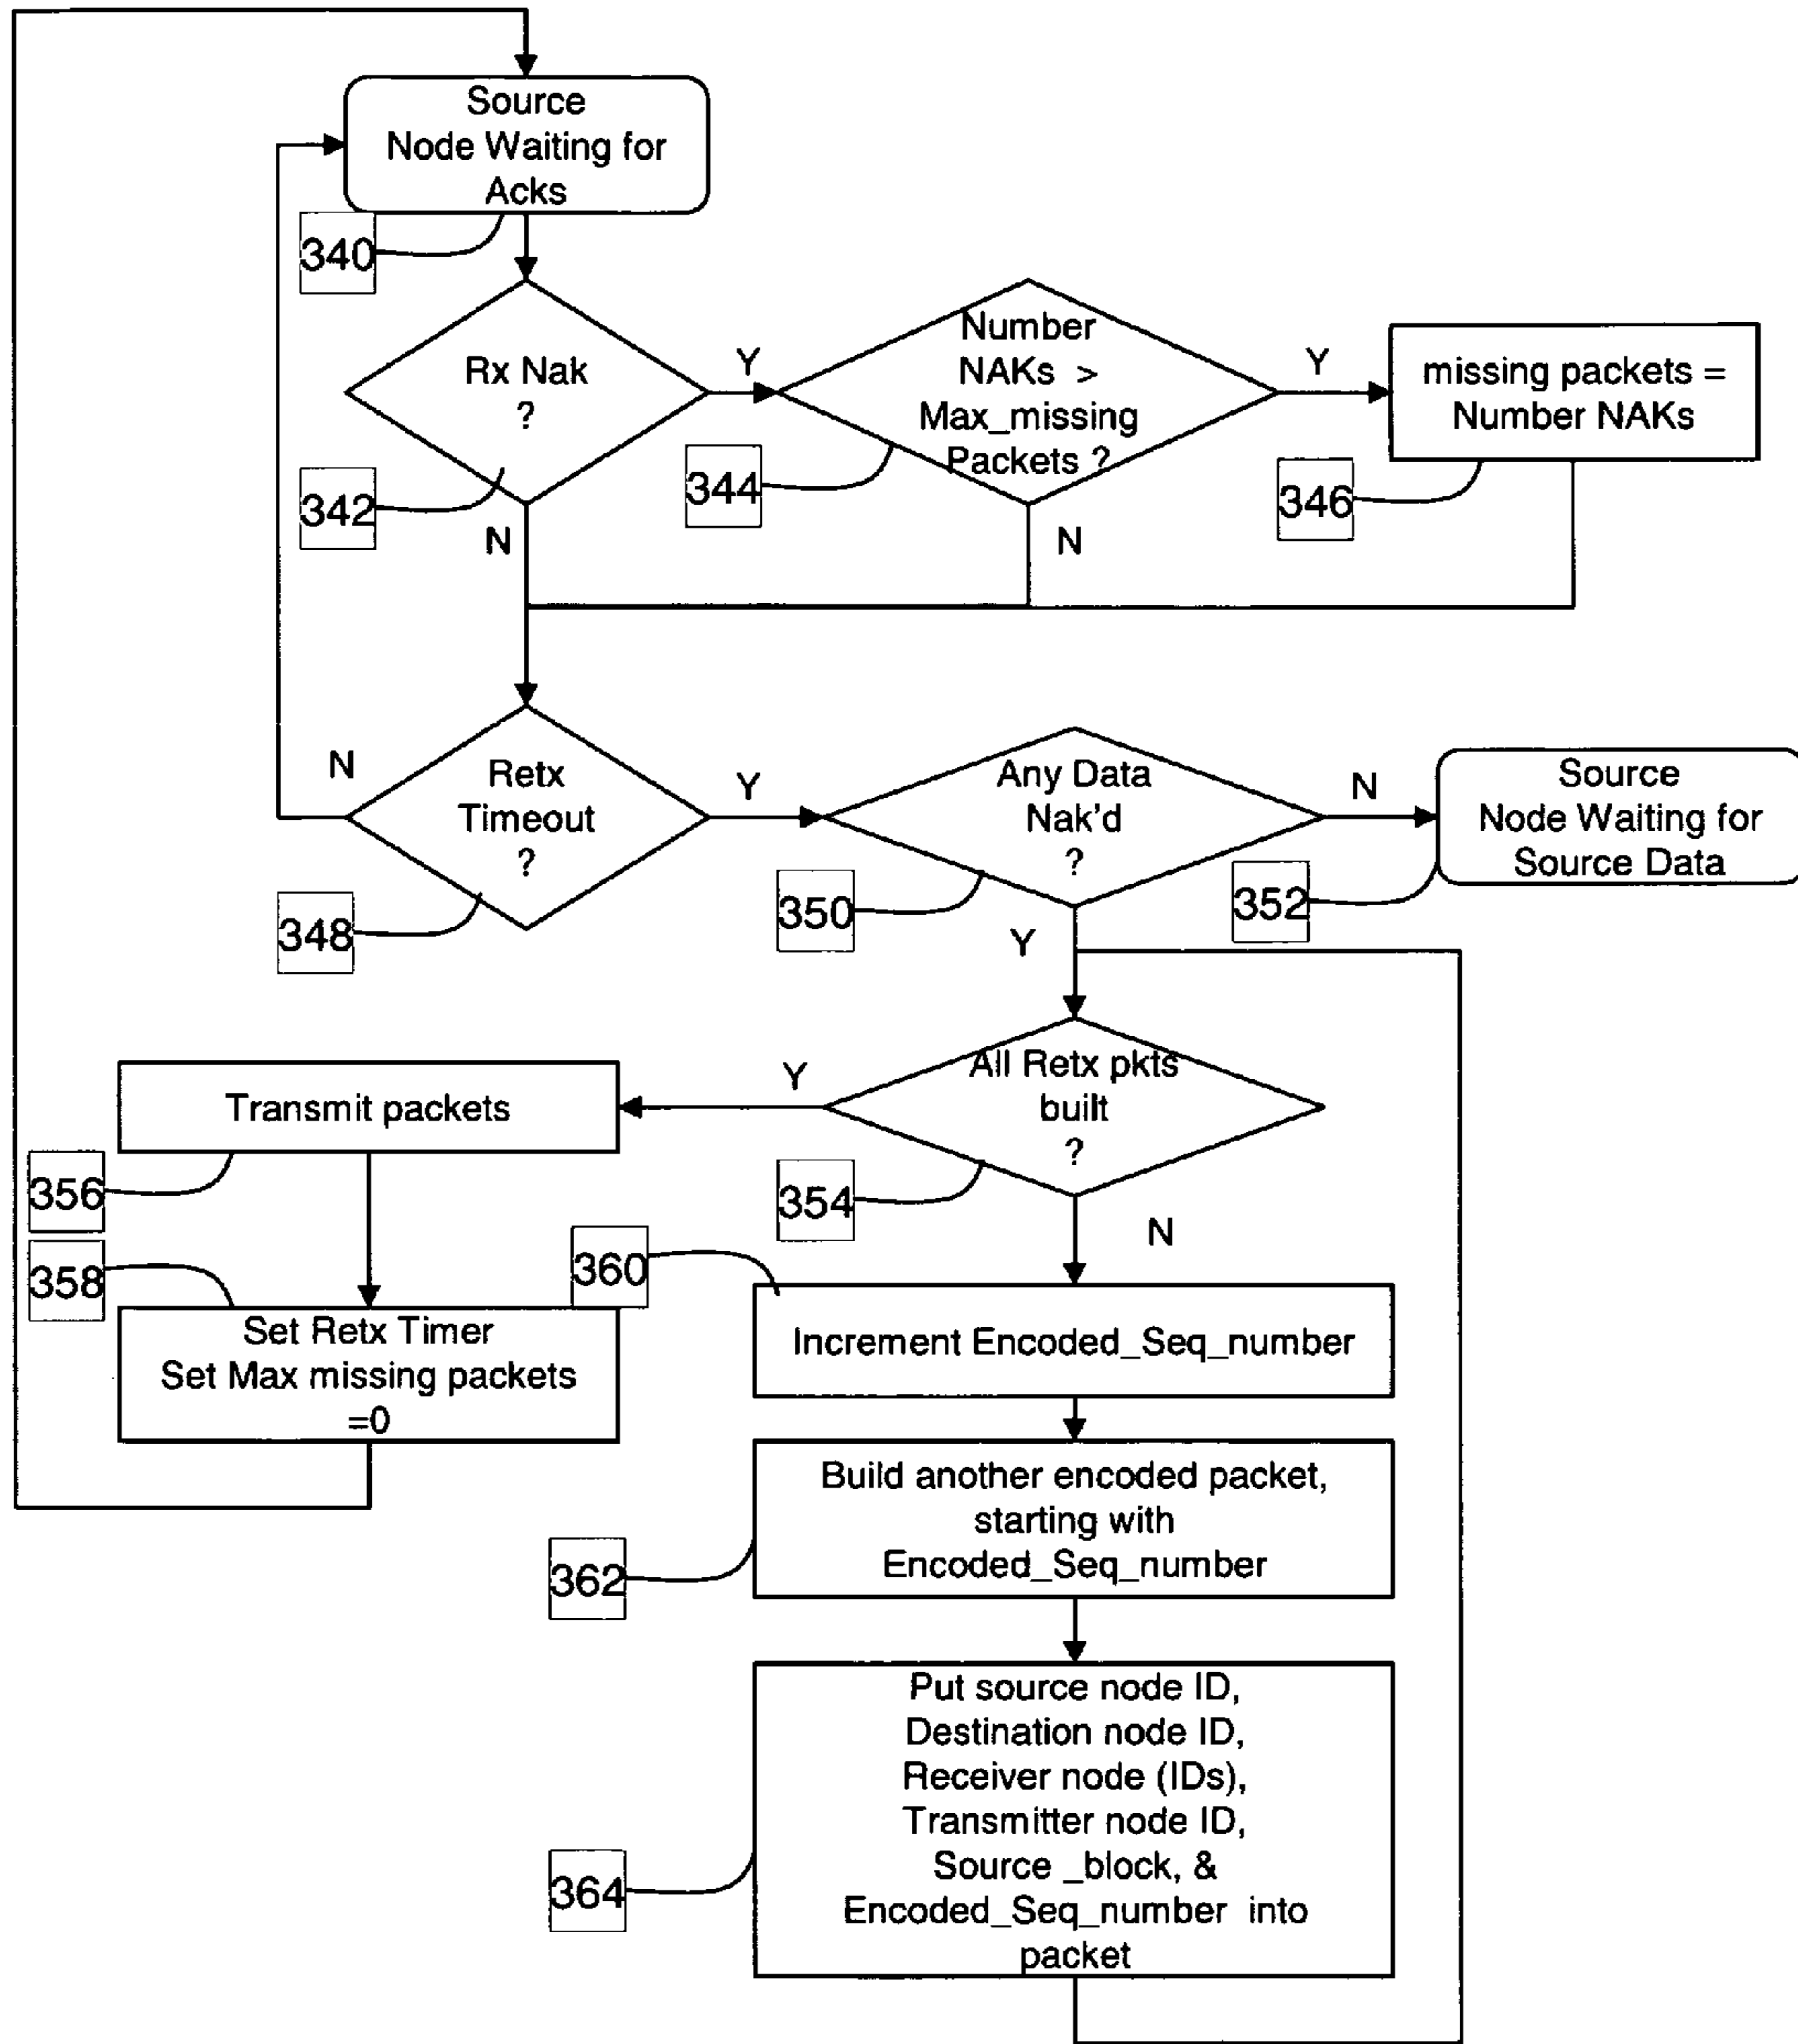 Source
Node Waiting for
Acks
340
Rx Nak
?
342
Y
N
Number
NAKs >
Max_missing
Packets ?
344
Y
N
missing packets =
Number NAKs
346
Retx
Timeout
?
348
N
Y
Any Data
Nak'd
?
350
N
Y
Source
Node Waiting for
Source Data
352
All Retx pkts
built
?
354
Y
N
Transmit packets
356
358
Set Retx Timer
Set Max missing packets
=0
360
Increment Encoded_Seq_number
Build another encoded packet,
starting with
Encoded_Seq_number
362
Put source node ID,
Destination node ID,
Receiver node (IDs),
Transmitter node ID,
Source _block, &
Encoded_Seq_number into
packet
364